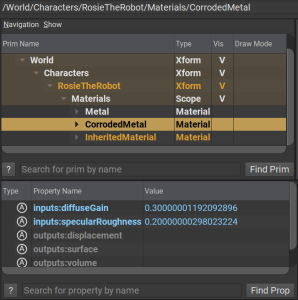 /World/Characters/RosieTheRobot/Materials/CorrodedMetal
Navigation Show
Prim Name Type Vis Draw Mode
World Xform V
Characters Xform V
RosieTheRobot Xform V
Materials Scope V
Metal Material
CorrodedMetal Material
InheritedMaterial Material
? Search for prim by name Find Prim
Type Property Name Value
A inputs:diffuseGain 0.30000001192092896
A inputs:specularRoughness 0.20000000298023224
A outputs:displacement
A outputs:surface
A outputs:volume
? Search for property by name Find Prop